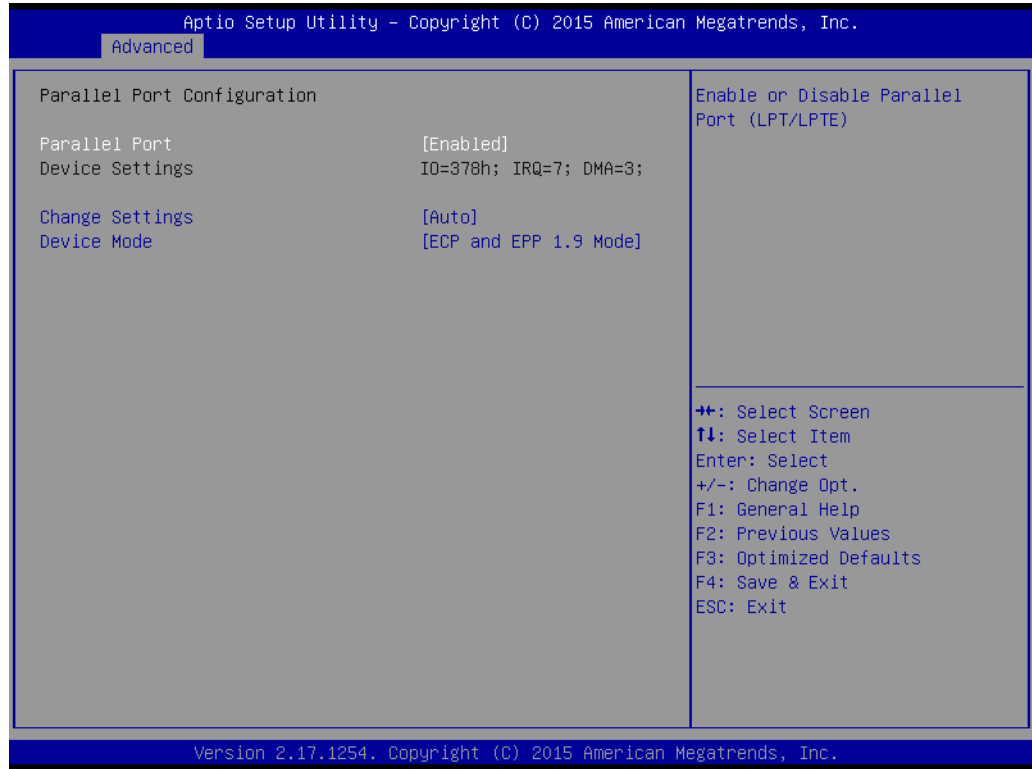 Aptio Setup Utility – Copyright (C) 2015 American Megatrends, Inc.
Advanced
Parallel Port Configuration
Parallel Port [Enabled]
Device Settings IO=378h; IRQ=7; DMA=3;
Change Settings [Auto]
Device Mode [ECP and EPP 1.9 Mode]
Enable or Disable Parallel
Port (LPT/LPTE)
→←: Select Screen
↑↓: Select Item
Enter: Select
+/-: Change Opt.
F1: General Help
F2: Previous Values
F3: Optimized Defaults
F4: Save & Exit
ESC: Exit
Version 2.17.1254. Copyright (C) 2015 American Megatrends, Inc.